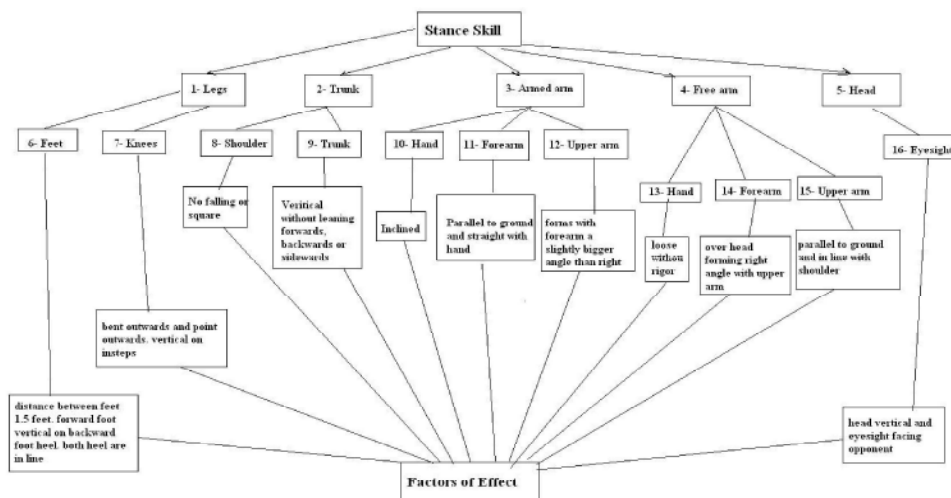 Stance Skill
1- Legs
2- Trunk
3- Armed arm
4- Free arm
5- Head
6- Feet
7- Knees
8- Shoulder
9- Trunk
10- Hand
11- Forearm
12- Upper arm
16- Eyesight
13- Hand
14- Forearm
15- Upper arm
No falling or
square
Veritical
without leaning
forwards,
backwards or
sidewards
Inclined
Parallel to ground
and straight with
hand
forms with
forearm a
slightly bigger
angle than right
loose
without
rigor
over head
forming right
angle with upper
arm
parallel to ground
and in line with
shoulder
bent outwards and point
outwards. vertical on
insteps
distance between feet
1.5 feet. forward foot
vertical on backward
foot heel. both heel are
in line
head vertical and
eyesight facing
opponent
Factors of Effect